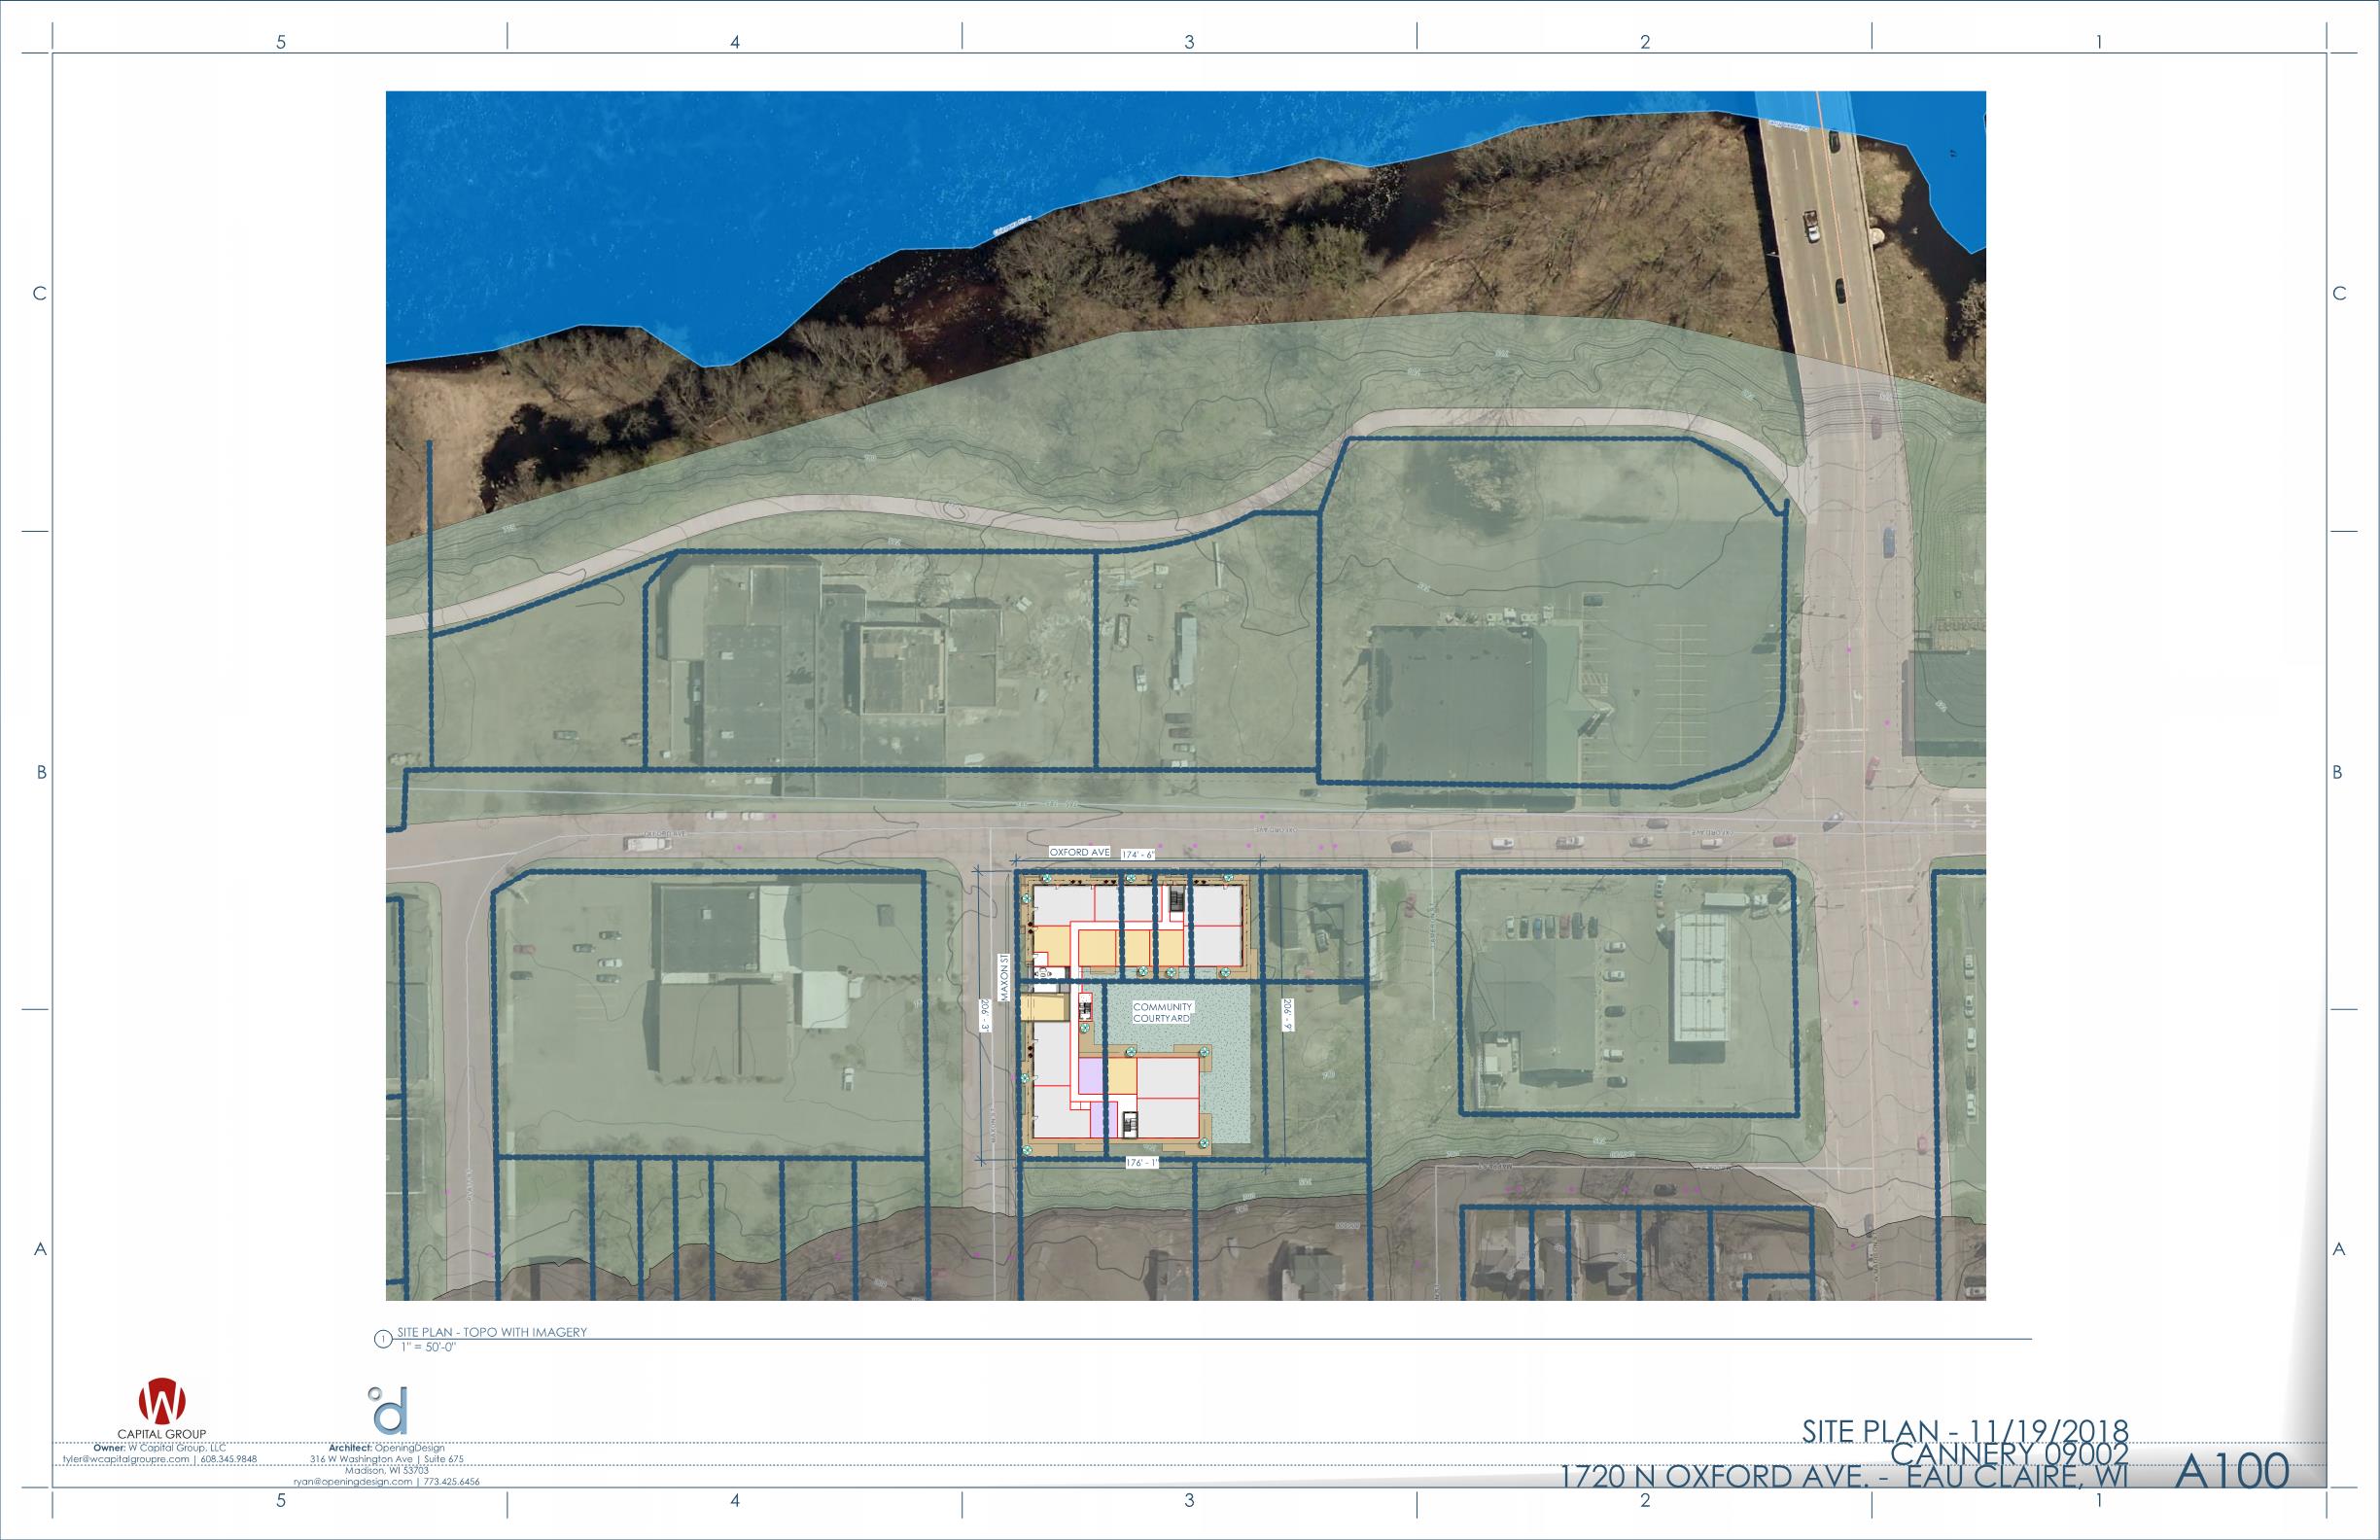 5 4 3 2 1
C C
B B
A A
OXFORD AVE
OXFORD AVE 174' - 6"
MAXON ST
206' - 3"
206' - 9"
COMMUNITY
COURTYARD
176' - 1"
1 SITE PLAN - TOPO WITH IMAGERY
1" = 50'-0"
W
CAPITAL GROUP
Owner: W Capital Group, LLC
tyler@wcapitalgroupre.com | 608.345.9848
d
Architect: OpeningDesign
316 W Washington Ave | Suite 675
Madison, WI 53703
ryan@openingdesign.com | 773.425.6456
SITE PLAN - 11/19/2018
CANNERY 09002
1720 N OXFORD AVE. - EAU CLAIRE, WI
A100
5 4 3 2 1